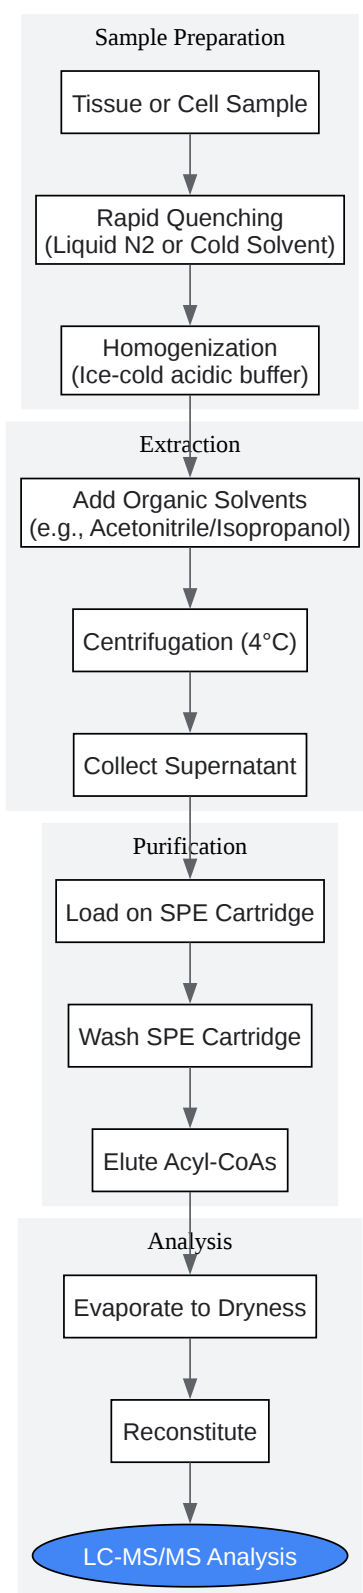 Sample Preparation
Tissue or Cell Sample
Rapid Quenching
(Liquid N2 or Cold Solvent)
Homogenization
(Ice-cold acidic buffer)
Extraction
Add Organic Solvents
(e.g., Acetonitrile/Isopropanol)
Centrifugation (4°C)
Collect Supernatant
Purification
Load on SPE Cartridge
Wash SPE Cartridge
Elute Acyl-CoAs
Analysis
Evaporate to Dryness
Reconstitute
LC-MS/MS Analysis